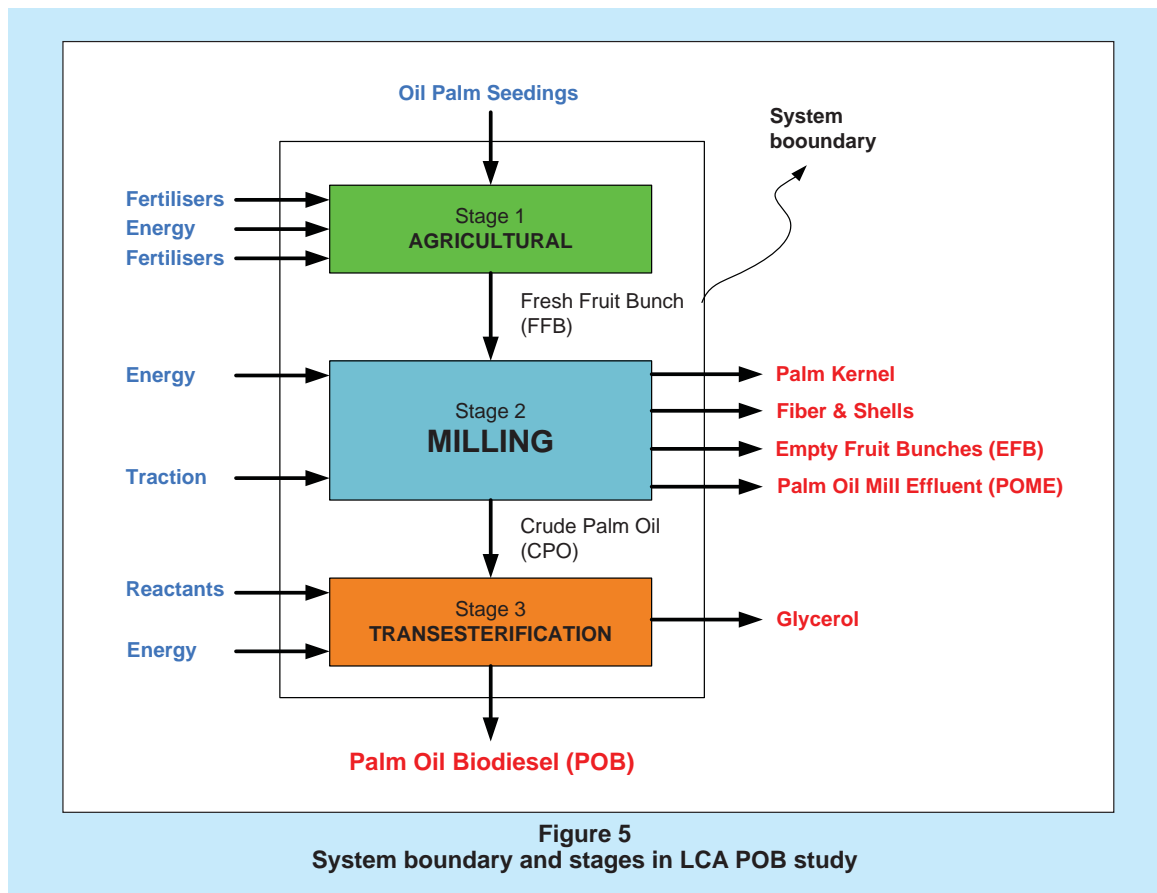 Oil Palm Seedings
System
booundary
Fertilisers
Energy
Fertilisers
Stage 1
AGRICULTURAL
Fresh Fruit Bunch
(FFB)
Energy
Traction
Stage 2
MILLING
Palm Kernel
Fiber & Shells
Empty Fruit Bunches (EFB)
Palm Oil Mill Effluent (POME)
Crude Palm Oil
(CPO)
Reactants
Energy
Stage 3
TRANSESTERIFICATION
Glycerol
Palm Oil Biodiesel (POB)
Figure 5
System boundary and stages in LCA POB study